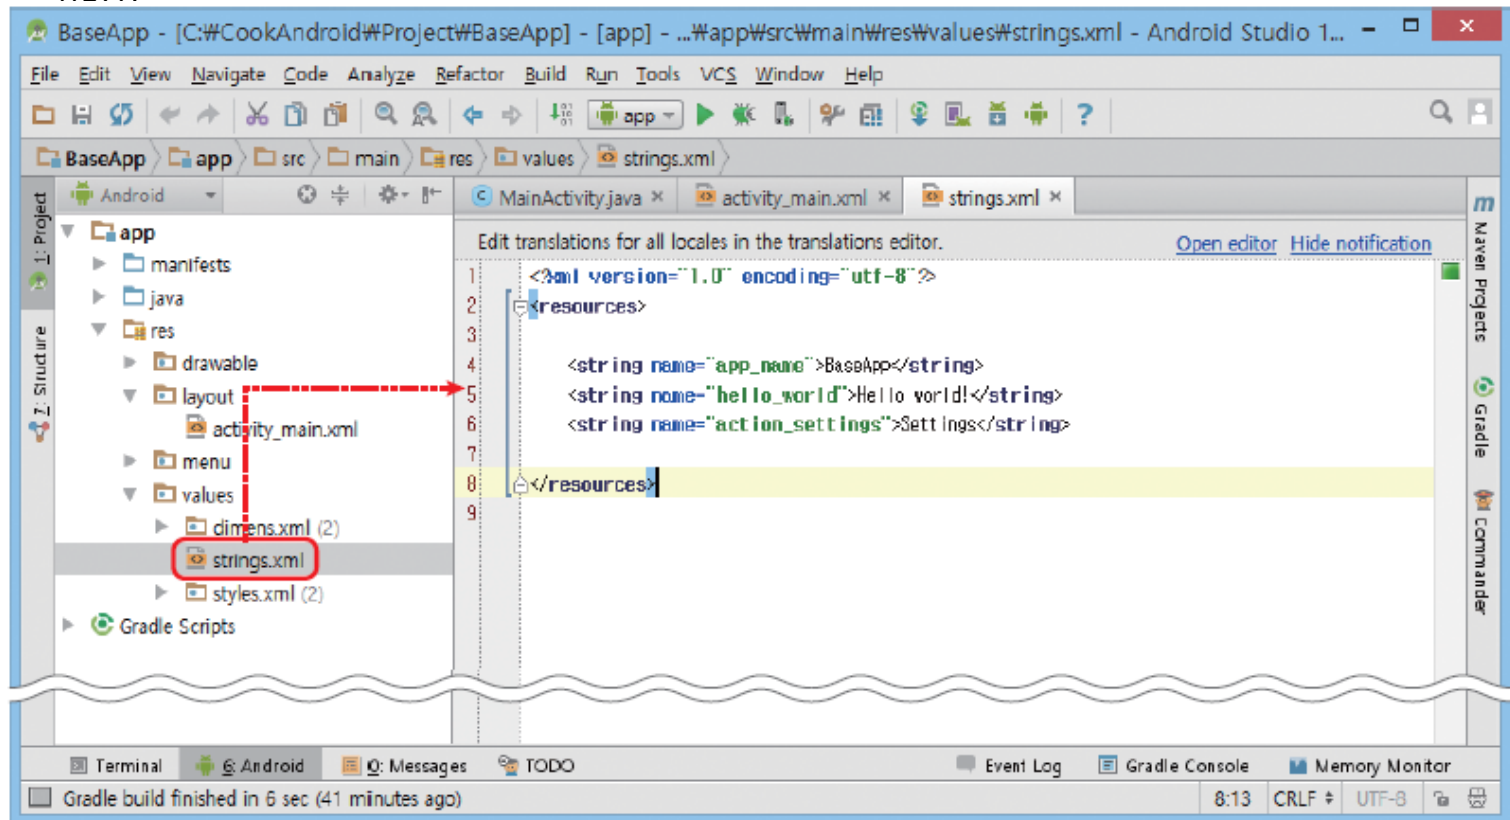 BaseApp - [C:₩CookAndroid₩Project₩BaseApp] - [app] - ...₩app₩src₩main₩res₩values₩strings.xml - Android Studio 1...
File Edit View Navigate Code Analyze Refactor Build Run Tools VCS Window Help
app
BaseApp app src main res values strings.xml
Android
MainActivity.java activity_main.xml strings.xml
1: Project
7: Structure
app
manifests
java
res
drawable
layout
activity_main.xml
menu
values
dimens.xml (2)
strings.xml
styles.xml (2)
Gradle Scripts
Edit translations for all locales in the translations editor. Open editor Hide notification
1 <?xml version="1.0" encoding="utf-8"?>
2 <resources>
3
4 <string name="app_name">BaseApp</string>
5 <string name="hello_world">Hello world!</string>
6 <string name="action_settings">Settings</string>
7
8 </resources>
9
m Maven Projects
Gradle
Commander
Terminal 6: Android 0: Messages TODO Event Log Gradle Console Memory Monitor
Gradle build finished in 6 sec (41 minutes ago) 8:13 CRLF UTF-8